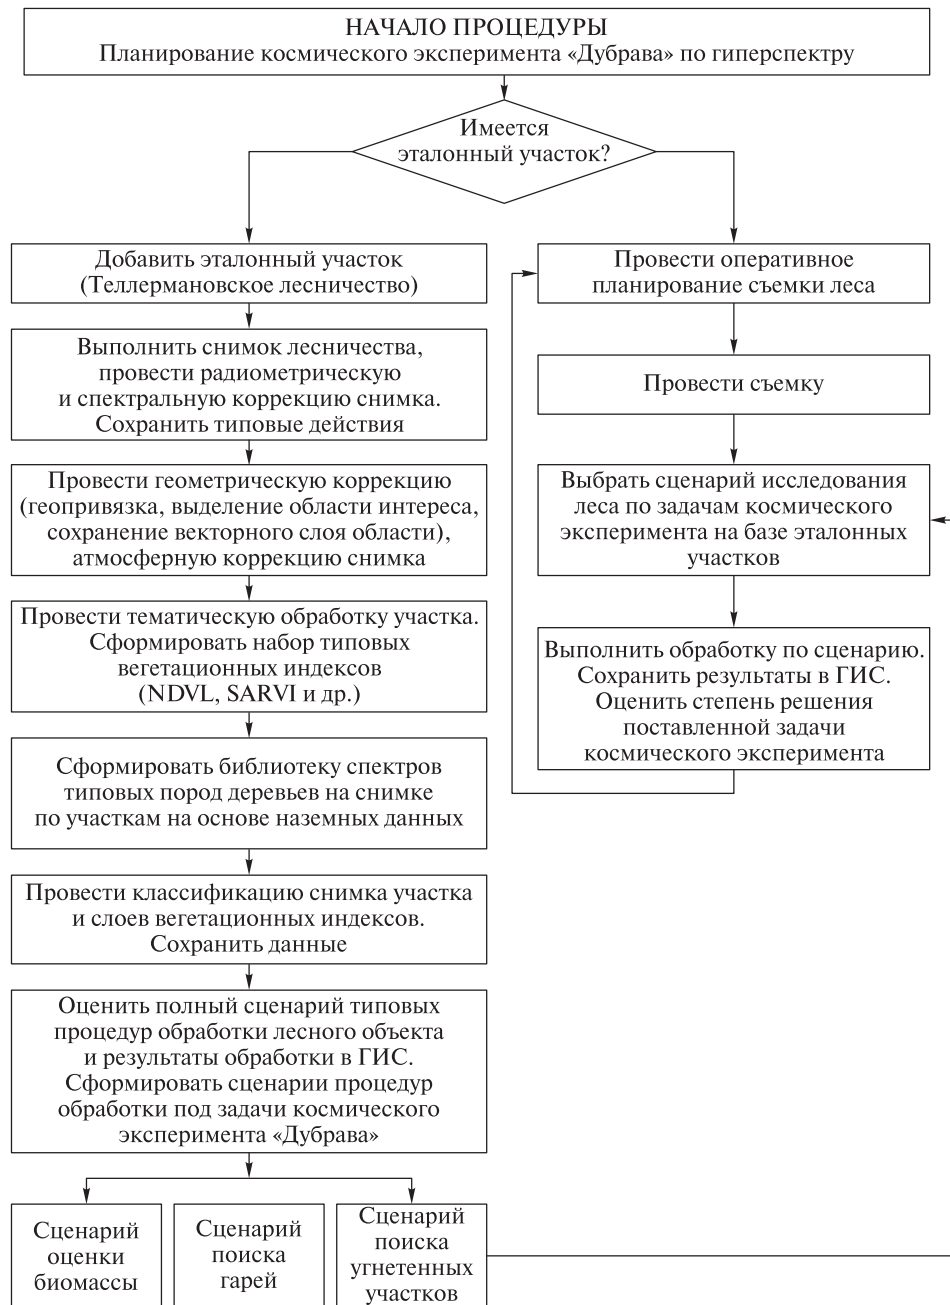 НАЧАЛО ПРОЦЕДУРЫ
Планирование космического эксперимента «Дубрава» по гиперспектру
Имеется
эталонный участок?
Добавить эталонный участок
(Теллермановское лесничество)
Выполнить снимок лесничества,
провести радиометрическую
и спектральную коррекцию снимка.
Сохранить типовые действия
Провести геометрическую коррекцию
(геопривязка, выделение области интереса,
сохранение векторного слоя области),
атмосферную коррекцию снимка
Провести тематическую обработку участка.
Сформировать набор типовых
вегетационных индексов
(NDVL, SARVI и др.)
Сформировать библиотеку спектров
типовых пород деревьев на снимке
по участкам на основе наземных данных
Провести классификацию снимка участка
и слоев вегетационных индексов.
Сохранить данные
Оценить полный сценарий типовых
процедур обработки лесного объекта
и результаты обработки в ГИС.
Сформировать сценарии процедур
обработки под задачи космического
эксперимента «Дубрава»
Сценарий
оценки
биомассы
Сценарий
поиска
гарей
Сценарий
поиска
угнетенных
участков
Провести оперативное
планирование съемки леса
Провести съемку
Выбрать сценарий исследования
леса по задачам космического
эксперимента на базе эталонных
участков
Выполнить обработку по сценарию.
Сохранить результаты в ГИС.
Оценить степень решения
поставленной задачи
космического эксперимента